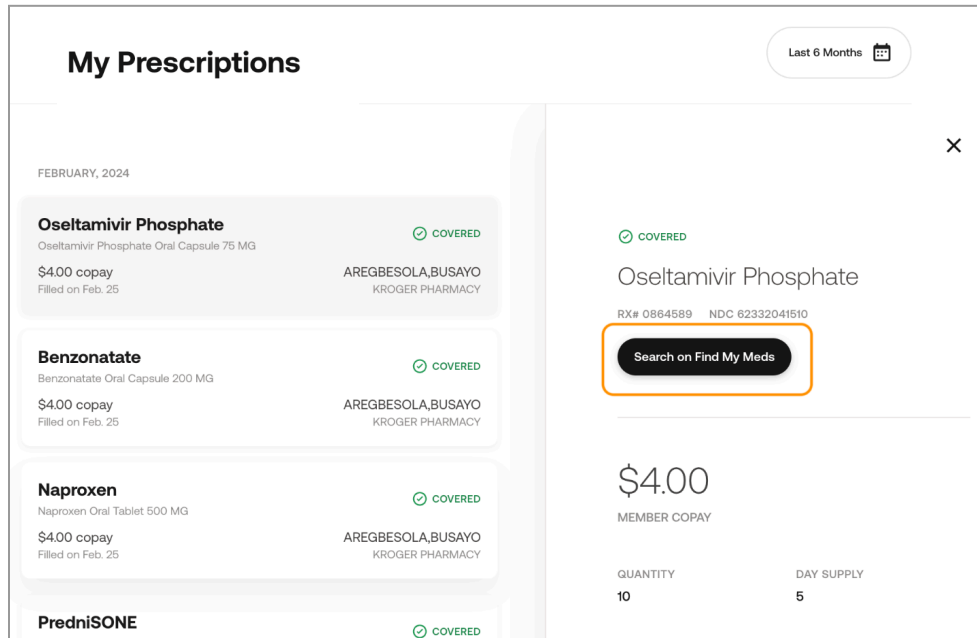 My Prescriptions
Last 6 Months
FEBRUARY, 2024
Oseltamivir Phosphate
COVERED
Oseltamivir Phosphate Oral Capsule 75 MG
$4.00 copay
AREGBESOLA,BUSAYO
Filled on Feb. 25
KROGER PHARMACY
Benzonatate
COVERED
Benzonatate Oral Capsule 200 MG
$4.00 copay
AREGBESOLA,BUSAYO
Filled on Feb. 25
KROGER PHARMACY
Naproxen
COVERED
Naproxen Oral Tablet 500 MG
$4.00 copay
AREGBESOLA,BUSAYO
Filled on Feb. 25
KROGER PHARMACY
PredniSONE
COVERED
COVERED
Oseltamivir Phosphate
RX# 0864589 NDC 62332041510
Search on Find My Meds
$4.00
MEMBER COPAY
QUANTITY
10
DAY SUPPLY
5